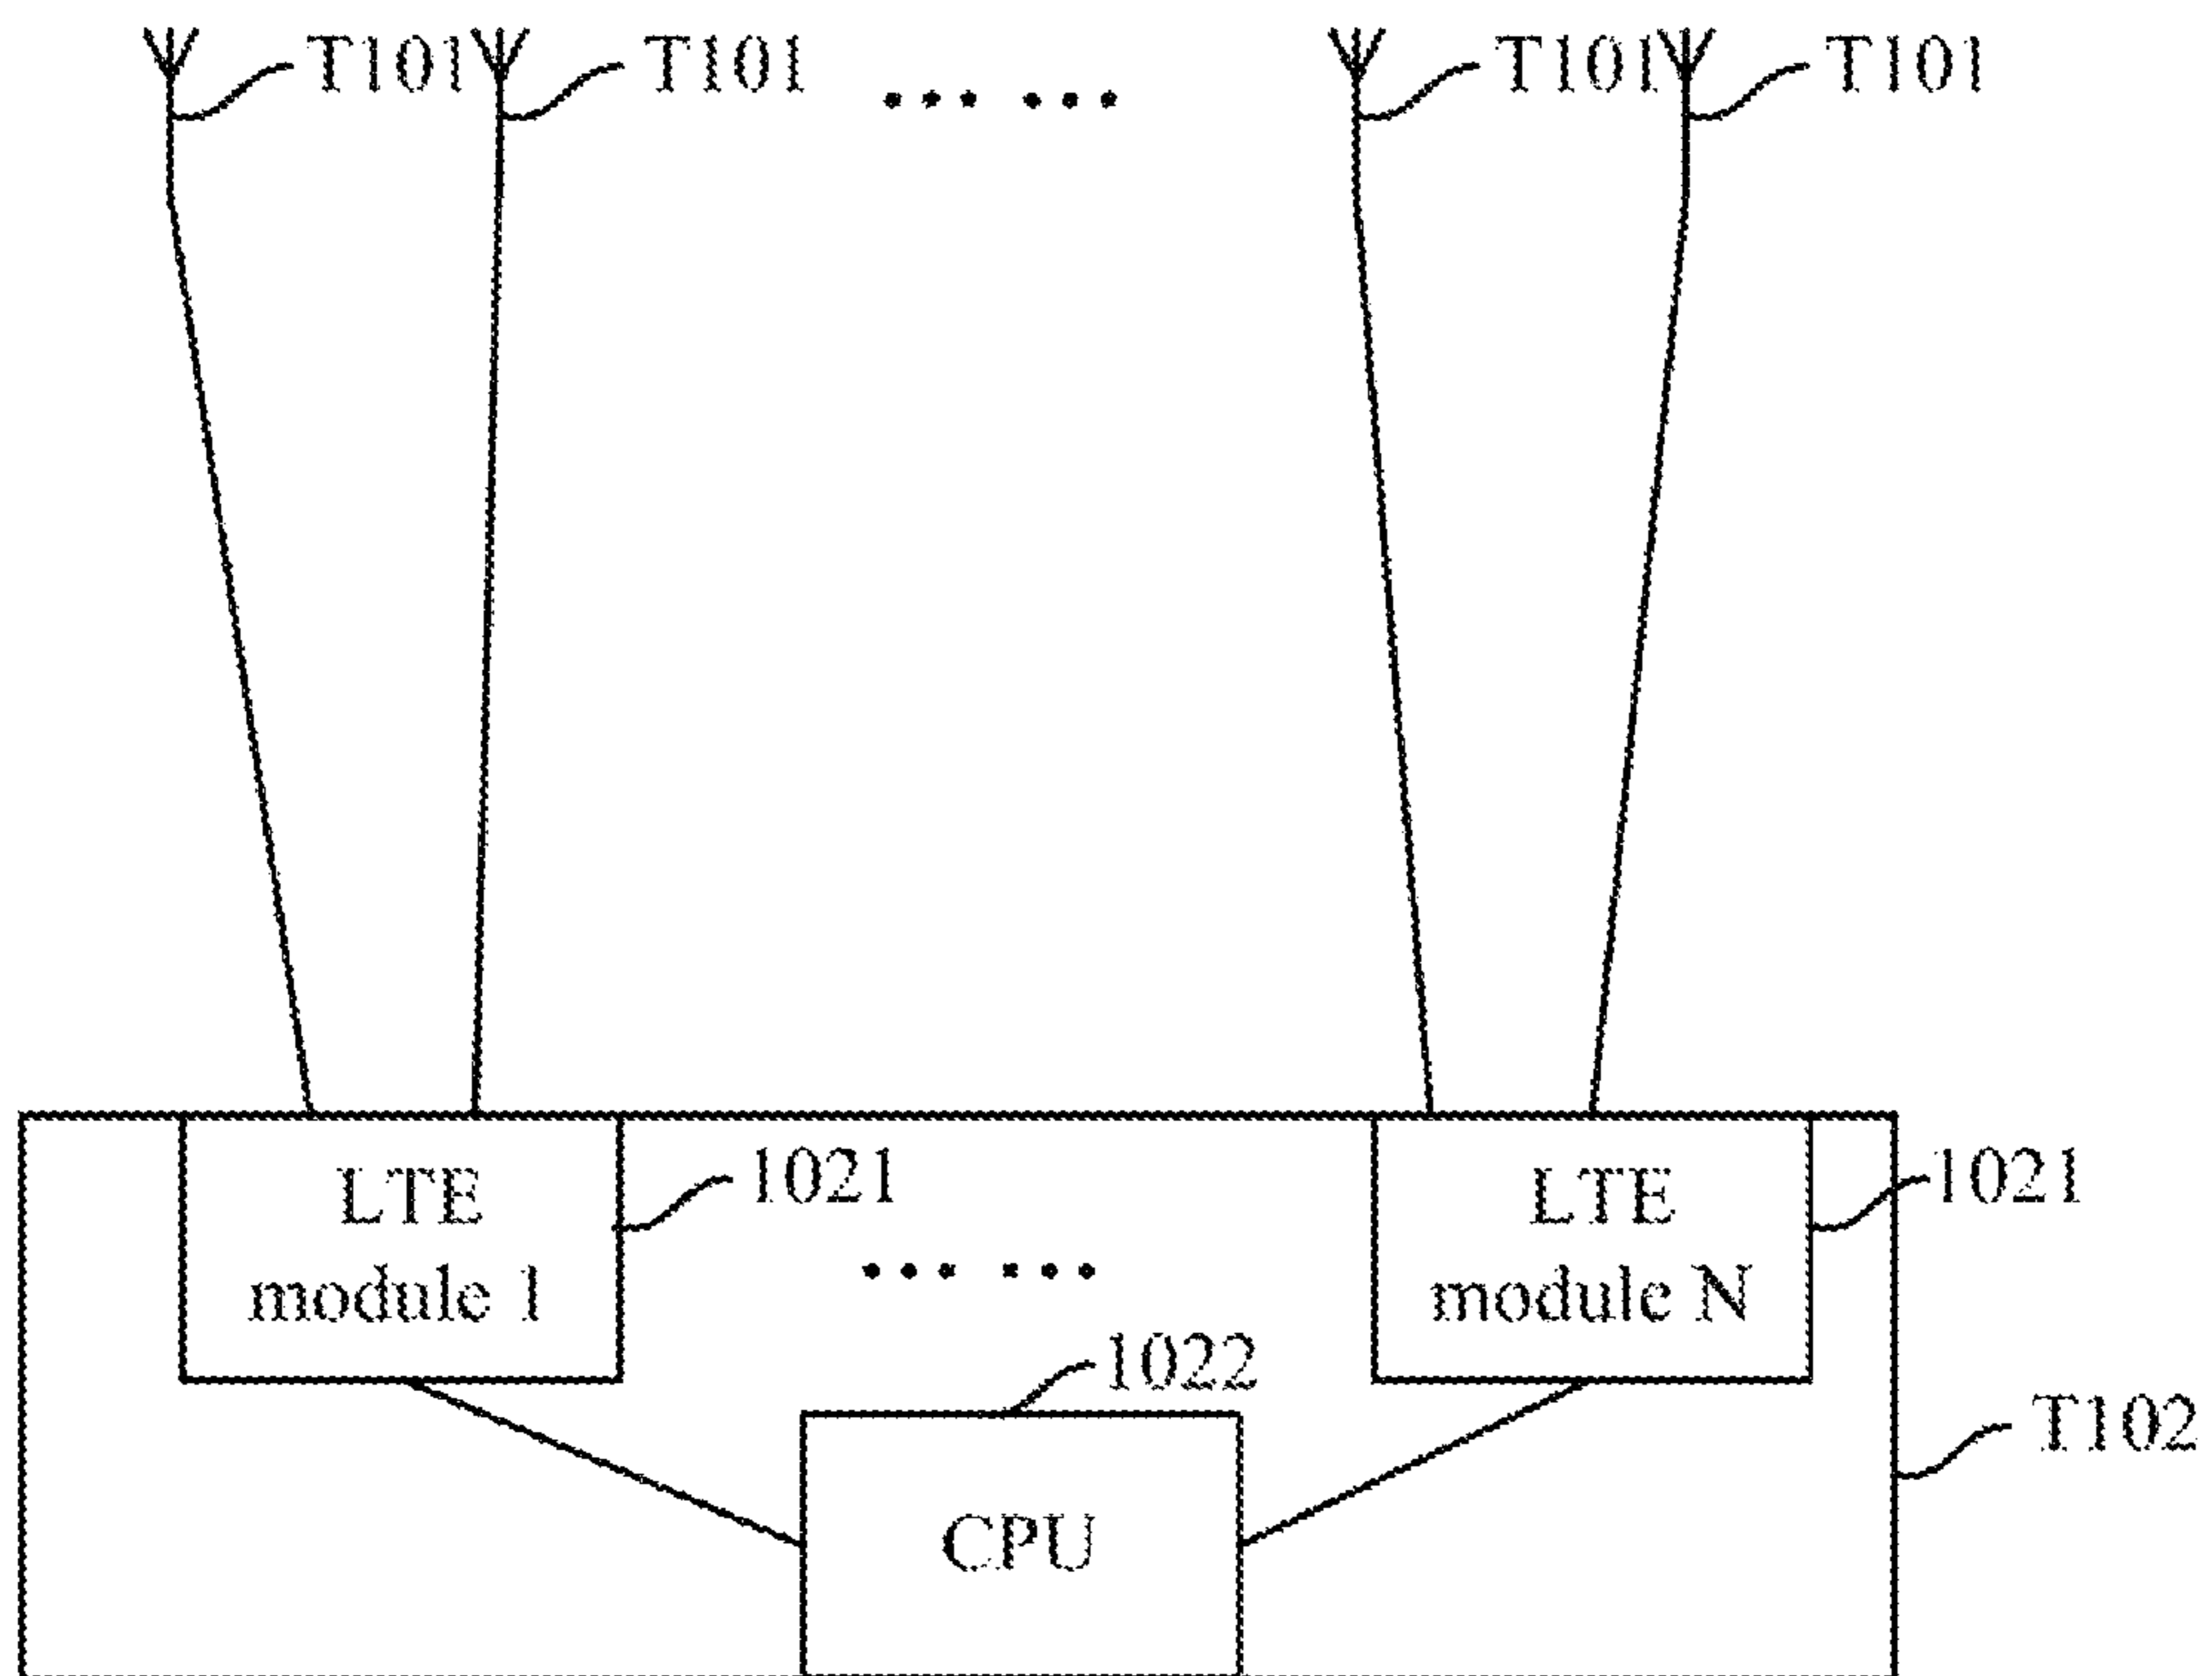 T101 T101 ... ... T101 T101
LTE 1021 LTE 1021
module 1 ... ... module N
1022
T102
CPU